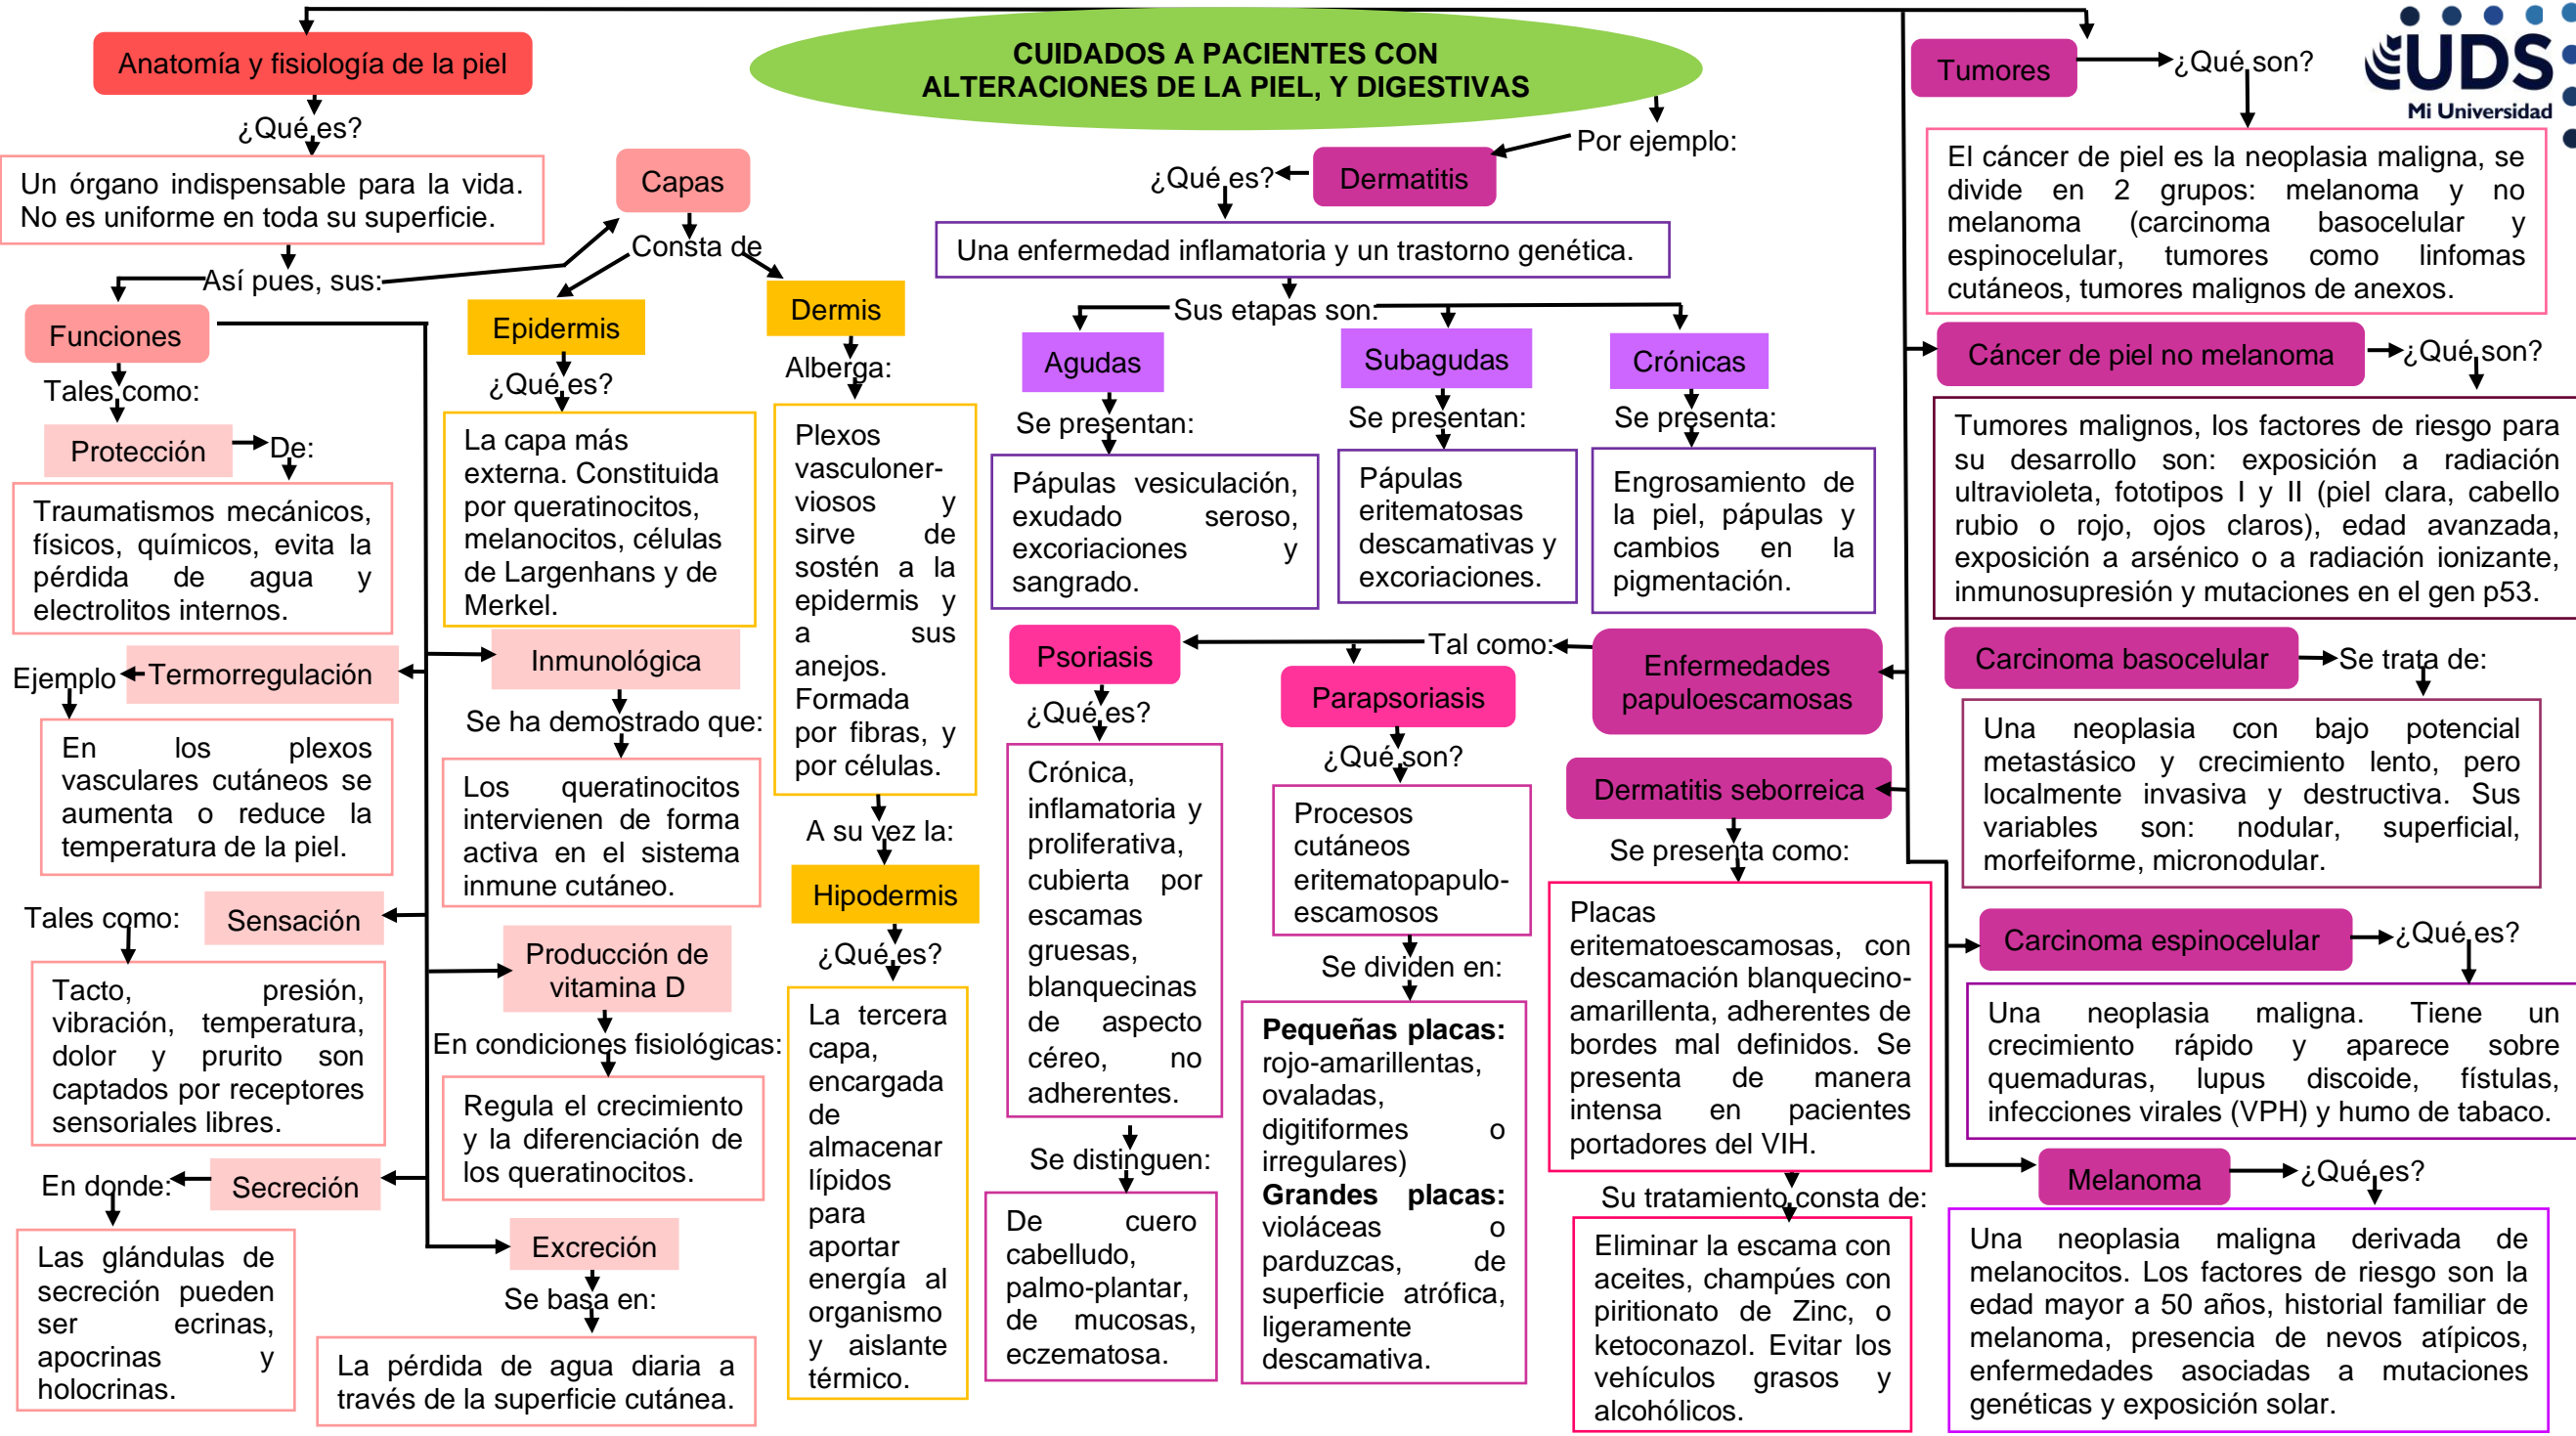 CUIDADOS A PACIENTES CON
ALTERACIONES DE LA PIEL, Y DIGESTIVAS
Anatomía y fisiología de la piel
¿Qué es?
Un órgano indispensable para la vida.
No es uniforme en toda su superficie.
Así pues, sus:
Funciones
Tales como:
Protección
De:
Traumatismos mecánicos,
físicos, químicos, evita la
pérdida de agua y
electrolitos internos.
Termorregulación
Ejemplo
En los plexos
vasculares cutáneos se
aumenta o reduce la
temperatura de la piel.
Sensación
Tales como:
Tacto, presión,
vibración, temperatura,
dolor y prurito son
captados por receptores
sensoriales libres.
Secreción
En donde:
Las glándulas de
secreción pueden
ser ecrinas,
apocrinas y
holocrinas.
Inmunológica
Se ha demostrado que:
Los queratinocitos
intervienen de forma
activa en el sistema
inmune cutáneo.
Producción de
vitamina D
En condiciones fisiológicas:
Regula el crecimiento
y la diferenciación de
los queratinocitos.
Excreción
Se basa en:
La pérdida de agua diaria a
través de la superficie cutánea.
Capas
Consta de
Epidermis
¿Qué es?
La capa más
externa. Constituida
por queratinocitos,
melanocitos, células
de Largenhans y de
Merkel.
Dermis
Alberga:
Plexos
vasculoner-
viosos y
sirve de
sostén a la
epidermis y
a sus
anejos.
Formada
por fibras, y
por células.
A su vez la:
Hipodermis
¿Qué es?
La tercera
capa,
encargada
de
almacenar
lípidos
para
aportar
energía al
organismo
y aislante
térmico.
Por ejemplo:
Dermatitis
¿Qué es?
Una enfermedad inflamatoria y un trastorno genética.
Sus etapas son:
Agudas
Se presentan:
Pápulas vesiculación,
exudado seroso,
excoriaciones y
sangrado.
Subagudas
Se presentan:
Pápulas
eritematosas
descamativas y
excoriaciones.
Crónicas
Se presenta:
Engrosamiento de
la piel, pápulas y
cambios en la
pigmentación.
Enfermedades
papuloescamosas
Tal como:
Psoriasis
¿Qué es?
Crónica,
inflamatoria y
proliferativa,
cubierta por
escamas
gruesas,
blanquecinas
de aspecto
céreo, no
adherentes.
Se distinguen:
De cuero
cabelludo,
palmo-plantar,
de mucosas,
eczematosa.
Parapsoriasis
¿Qué son?
Procesos
cutáneos
eritematopapulo-
escamosos
Se dividen en:
Pequeñas placas:
rojo-amarillentas,
ovaladas,
digitiformes o
irregulares)
Grandes placas:
violáceas o
parduzcas, de
superficie atrófica,
ligeramente
descamativa.
Dermatitis seborreica
Se presenta como:
Placas
eritematoescamosas, con
descamación blanquecino-
amarillenta, adherentes de
bordes mal definidos. Se
presenta de manera
intensa en pacientes
portadores del VIH.
Su tratamiento consta de:
Eliminar la escama con
aceites, champúes con
piritionato de Zinc, o
ketoconazol. Evitar los
vehículos grasos y
alcohólicos.
Tumores
¿Qué son?
UDS
Mi Universidad
El cáncer de piel es la neoplasia maligna, se
divide en 2 grupos: melanoma y no
melanoma (carcinoma basocelular y
espinocelular, tumores como linfomas
cutáneos, tumores malignos de anexos.
Cáncer de piel no melanoma
¿Qué son?
Tumores malignos, los factores de riesgo para
su desarrollo son: exposición a radiación
ultravioleta, fototipos I y II (piel clara, cabello
rubio o rojo, ojos claros), edad avanzada,
exposición a arsénico o a radiación ionizante,
inmunosupresión y mutaciones en el gen p53.
Carcinoma basocelular
Se trata de:
Una neoplasia con bajo potencial
metastásico y crecimiento lento, pero
localmente invasiva y destructiva. Sus
variables son: nodular, superficial,
morfeiforme, micronodular.
Carcinoma espinocelular
¿Qué es?
Una neoplasia maligna. Tiene un
crecimiento rápido y aparece sobre
quemaduras, lupus discoide, fístulas,
infecciones virales (VPH) y humo de tabaco.
Melanoma
¿Qué es?
Una neoplasia maligna derivada de
melanocitos. Los factores de riesgo son la
edad mayor a 50 años, historial familiar de
melanoma, presencia de nevos atípicos,
enfermedades asociadas a mutaciones
genéticas y exposición solar.